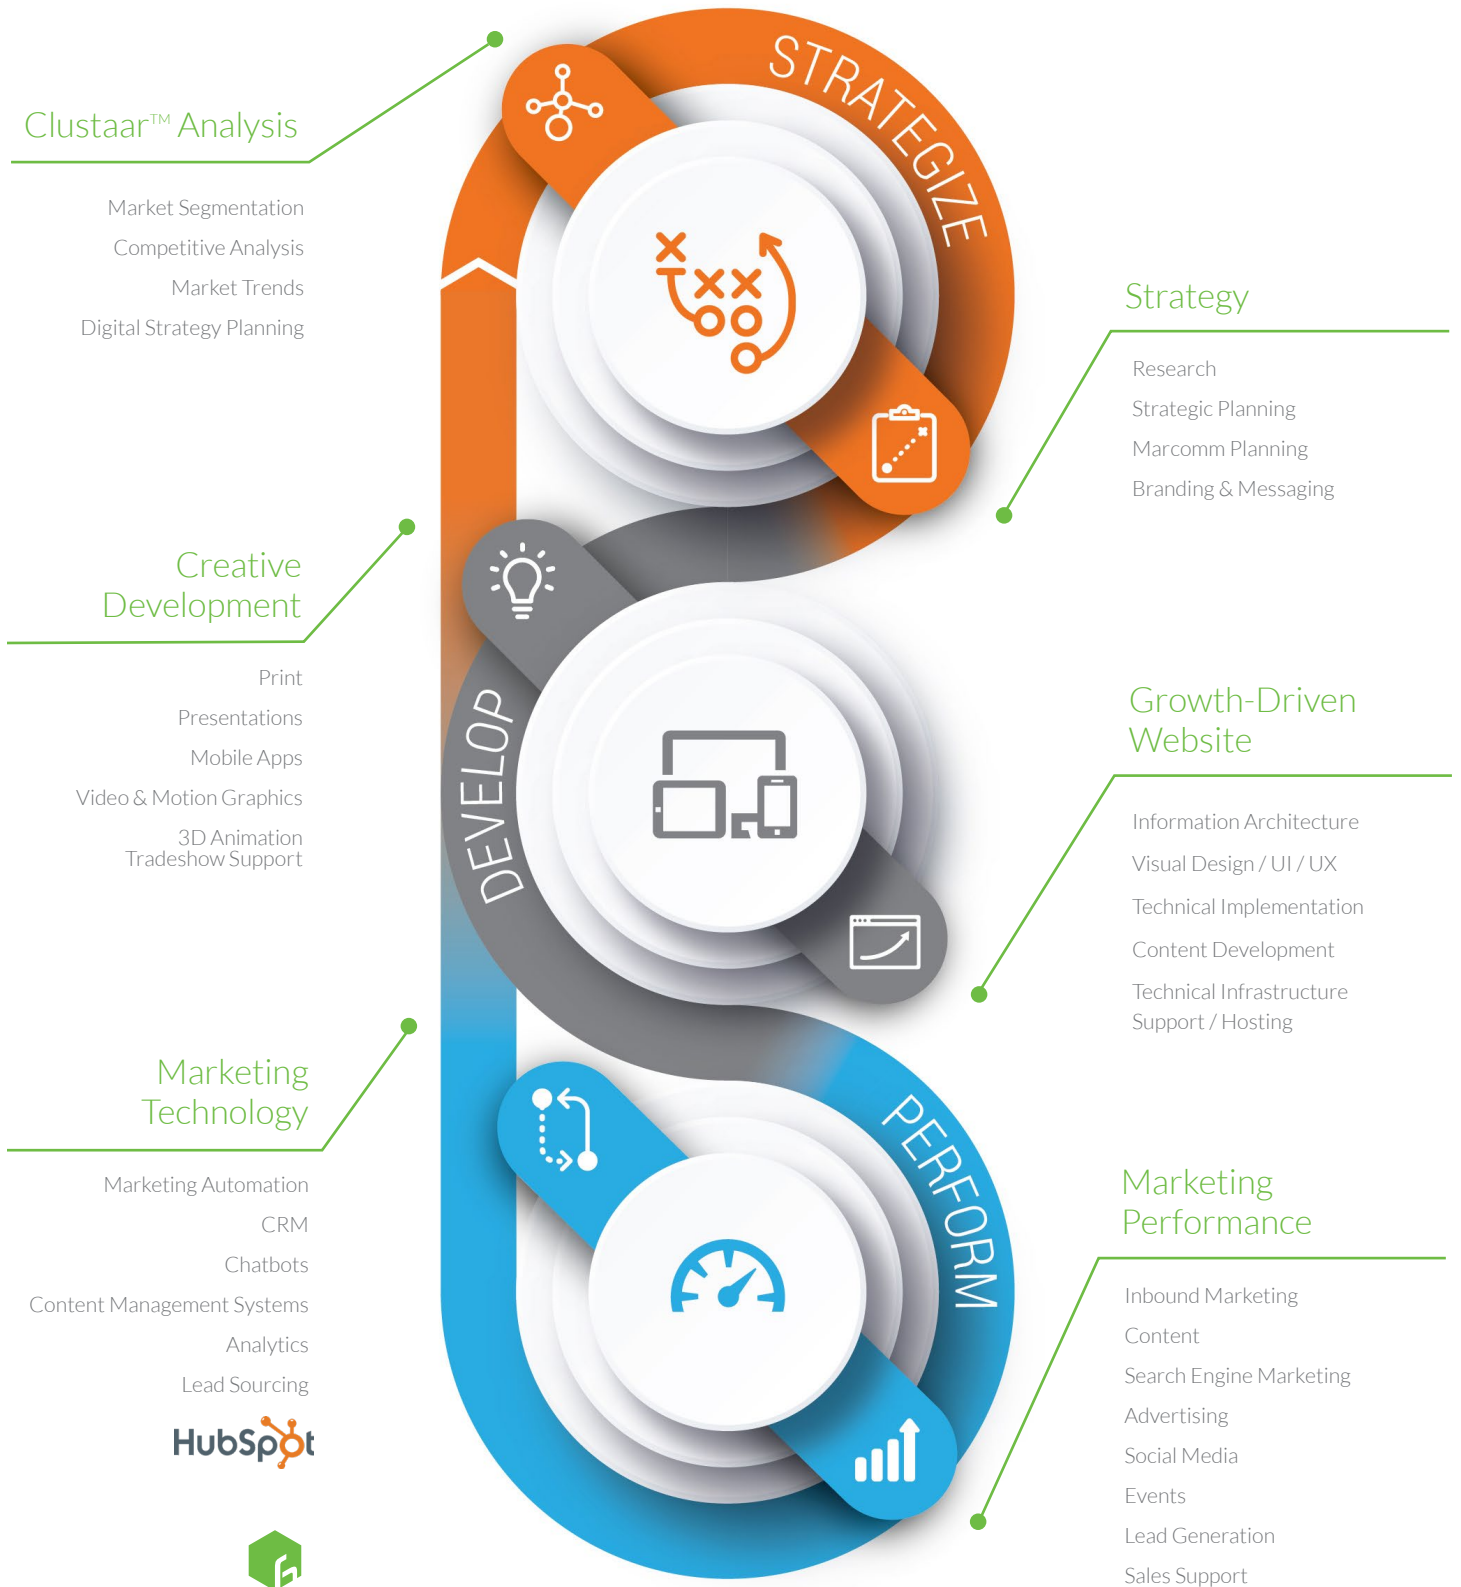 STRATEGIZE
Clustaar™ Analysis
Market Segmentation
Competitive Analysis
Market Trends
Digital Strategy Planning
Strategy
Research
Strategic Planning
Marcomm Planning
Branding & Messaging
DEVELOP
Creative
Development
Print
Presentations
Mobile Apps
Video & Motion Graphics
3D Animation
Tradeshow Support
Growth-Driven
Website
Information Architecture
Visual Design / UI / UX
Technical Implementation
Content Development
Technical Infrastructure
Support / Hosting
PERFORM
Marketing
Technology
Marketing Automation
CRM
Chatbots
Content Management Systems
Analytics
Lead Sourcing
HubSpot
Marketing
Performance
Inbound Marketing
Content
Search Engine Marketing
Advertising
Social Media
Events
Lead Generation
Sales Support